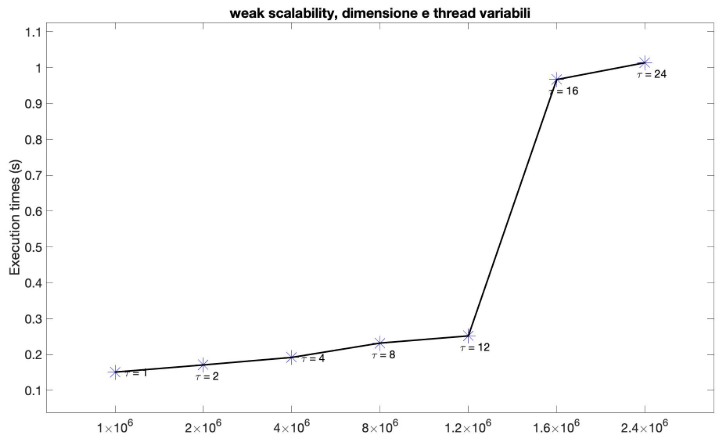 weak scalability, dimensione e thread variabili
1.1
1
0.9
0.8
0.7
0.6
0.5
0.4
0.3
0.2
0.1
Execution times (s)
τ = 1
τ = 2
τ = 4
τ = 8
τ = 12
τ = 16
τ = 24
1×10⁶ 2×10⁶ 4×10⁶ 8×10⁶ 1.2×10⁶ 1.6×10⁶ 2.4×10⁶